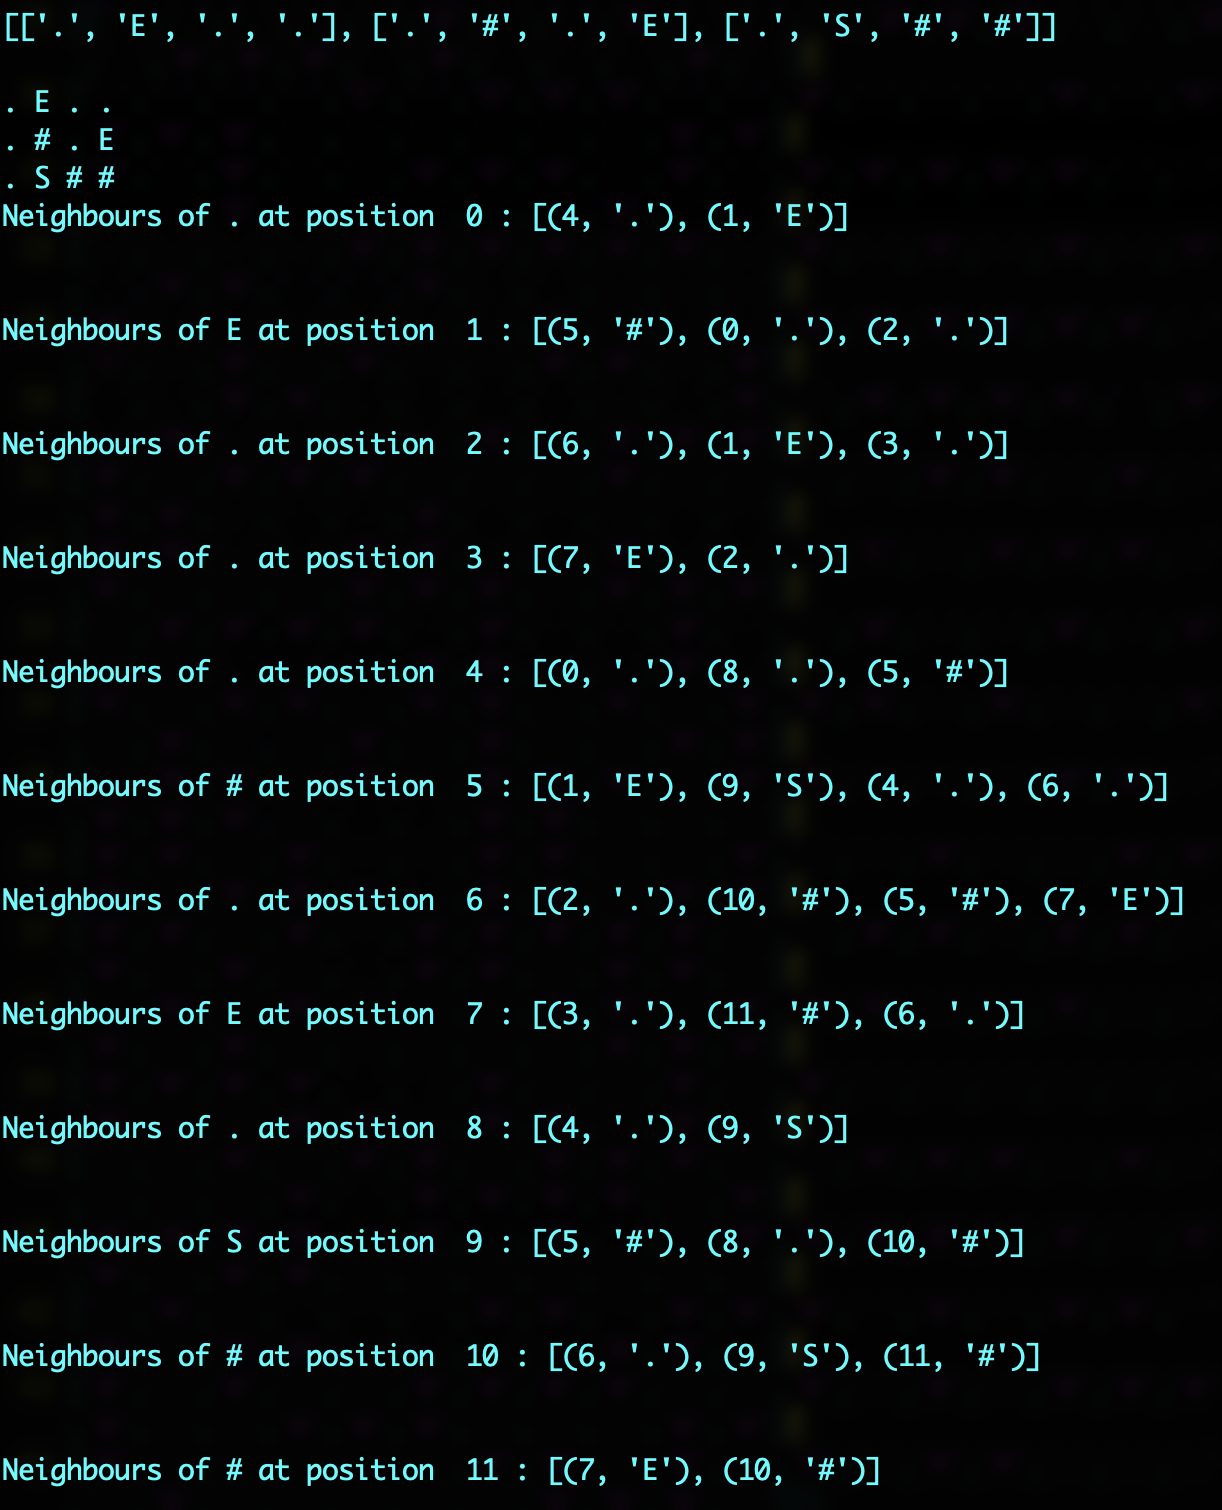 [['.', 'E', '.', '.'], ['.', '#', '.', 'E'], ['.', 'S', '#', '#']]
. E . .
. # . E
. S # #
Neighbours of . at position  0 : [(4, '.'), (1, 'E')]
Neighbours of E at position  1 : [(5, '#'), (0, '.'), (2, '.')]
Neighbours of . at position  2 : [(6, '.'), (1, 'E'), (3, '.')]
Neighbours of . at position  3 : [(7, 'E'), (2, '.')]
Neighbours of . at position  4 : [(0, '.'), (8, '.'), (5, '#')]
Neighbours of # at position  5 : [(1, 'E'), (9, 'S'), (4, '.'), (6, '.')]
Neighbours of . at position  6 : [(2, '.'), (10, '#'), (5, '#'), (7, 'E')]
Neighbours of E at position  7 : [(3, '.'), (11, '#'), (6, '.')]
Neighbours of . at position  8 : [(4, '.'), (9, 'S')]
Neighbours of S at position  9 : [(5, '#'), (8, '.'), (10, '#')]
Neighbours of # at position  10 : [(6, '.'), (9, 'S'), (11, '#')]
Neighbours of # at position  11 : [(7, 'E'), (10, '#')]